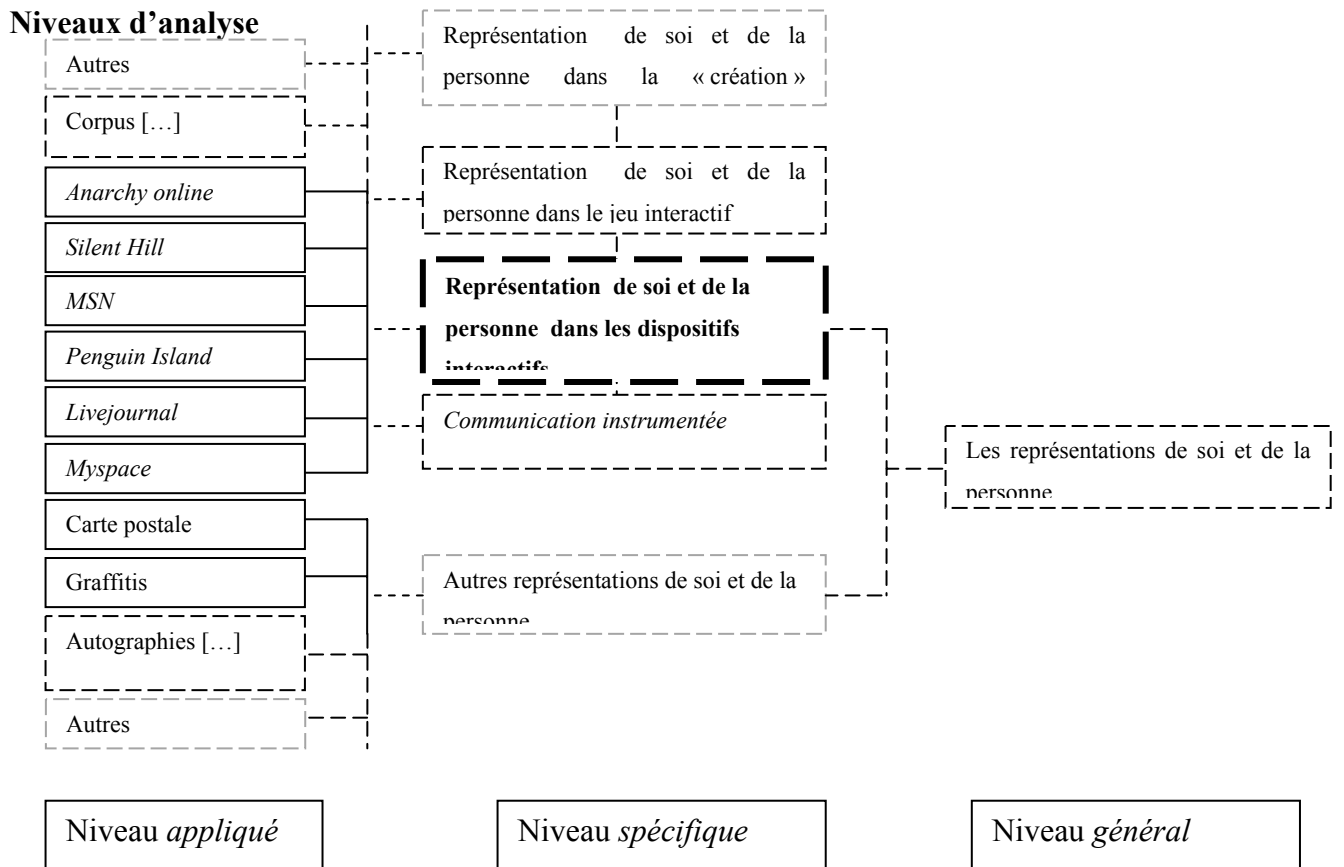 Niveaux d’analyse
Autres
Corpus […]
Anarchy online
Silent Hill
MSN
Penguin Island
Livejournal
Myspace
Carte postale
Graffitis
Autographies […]
Autres
Représentation de soi et de la
personne dans la « création »
Représentation de soi et de la
personne dans le jeu interactif
Représentation de soi et de la
personne dans les dispositifs
interactifs
Communication instrumentée
Autres représentations de soi et de la
personne
Les représentations de soi et de la
personne
Niveau appliqué
Niveau spécifique
Niveau général